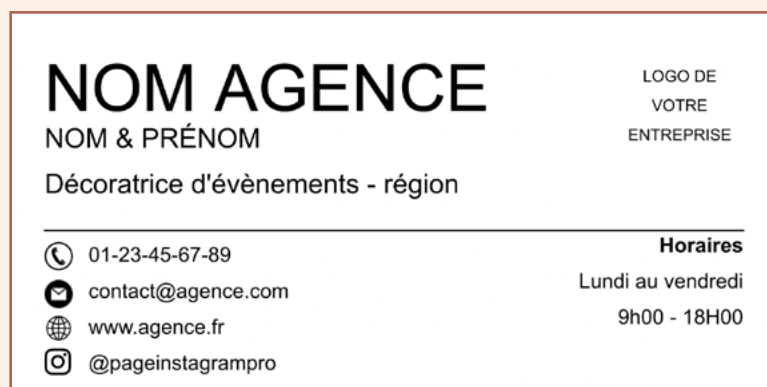 NOM AGENCE
NOM & PRÉNOM
Décoratrice d'évènements - région
LOGO DE
VOTRE
ENTREPRISE
01-23-45-67-89
contact@agence.com
www.agence.fr
@pageinstagrampro
Horaires
Lundi au vendredi
9h00 - 18H00